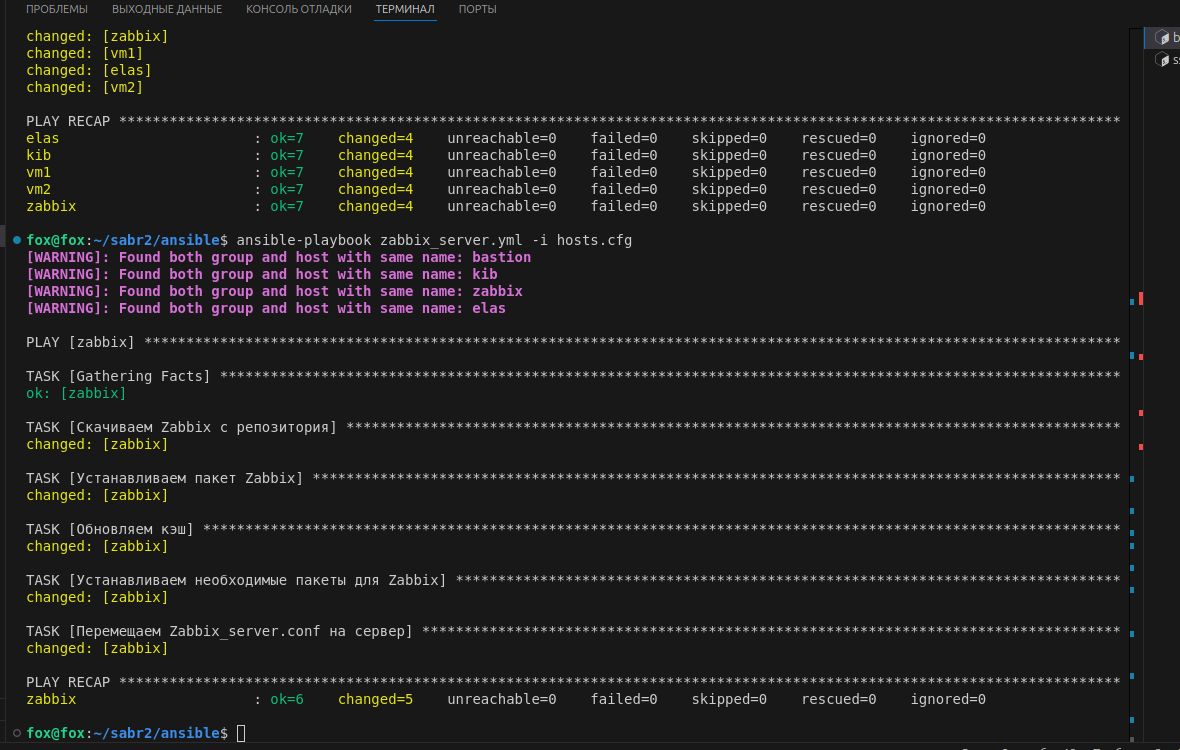 ПРОБЛЕМЫ ВЫХОДНЫЕ ДАННЫЕ КОНСОЛЬ ОТЛАДКИ ТЕРМИНАЛ ПОРТЫ
changed: [zabbix]
changed: [vm1]
changed: [elas]
changed: [vm2]
PLAY RECAP ***********************************************************************************************************************
elas : ok=7 changed=4 unreachable=0 failed=0 skipped=0 rescued=0 ignored=0
kib : ok=7 changed=4 unreachable=0 failed=0 skipped=0 rescued=0 ignored=0
vm1 : ok=7 changed=4 unreachable=0 failed=0 skipped=0 rescued=0 ignored=0
vm2 : ok=7 changed=4 unreachable=0 failed=0 skipped=0 rescued=0 ignored=0
zabbix : ok=7 changed=4 unreachable=0 failed=0 skipped=0 rescued=0 ignored=0
fox@fox:~/sabr2/ansible$ ansible-playbook zabbix_server.yml -i hosts.cfg
[WARNING]: Found both group and host with same name: bastion
[WARNING]: Found both group and host with same name: kib
[WARNING]: Found both group and host with same name: zabbix
[WARNING]: Found both group and host with same name: elas
PLAY [zabbix] ********************************************************************************************************************
TASK [Gathering Facts] ***********************************************************************************************************
ok: [zabbix]
TASK [Скачиваем Zabbix с репозитория] ********************************************************************************************
changed: [zabbix]
TASK [Устанавливаем пакет Zabbix] ************************************************************************************************
changed: [zabbix]
TASK [Обновляем кэш] *************************************************************************************************************
changed: [zabbix]
TASK [Устанавливаем необходимые пакеты для Zabbix] *******************************************************************************
changed: [zabbix]
TASK [Перемещаем Zabbix_server.conf на сервер] ***********************************************************************************
changed: [zabbix]
PLAY RECAP ***********************************************************************************************************************
zabbix : ok=6 changed=5 unreachable=0 failed=0 skipped=0 rescued=0 ignored=0
fox@fox:~/sabr2/ansible$